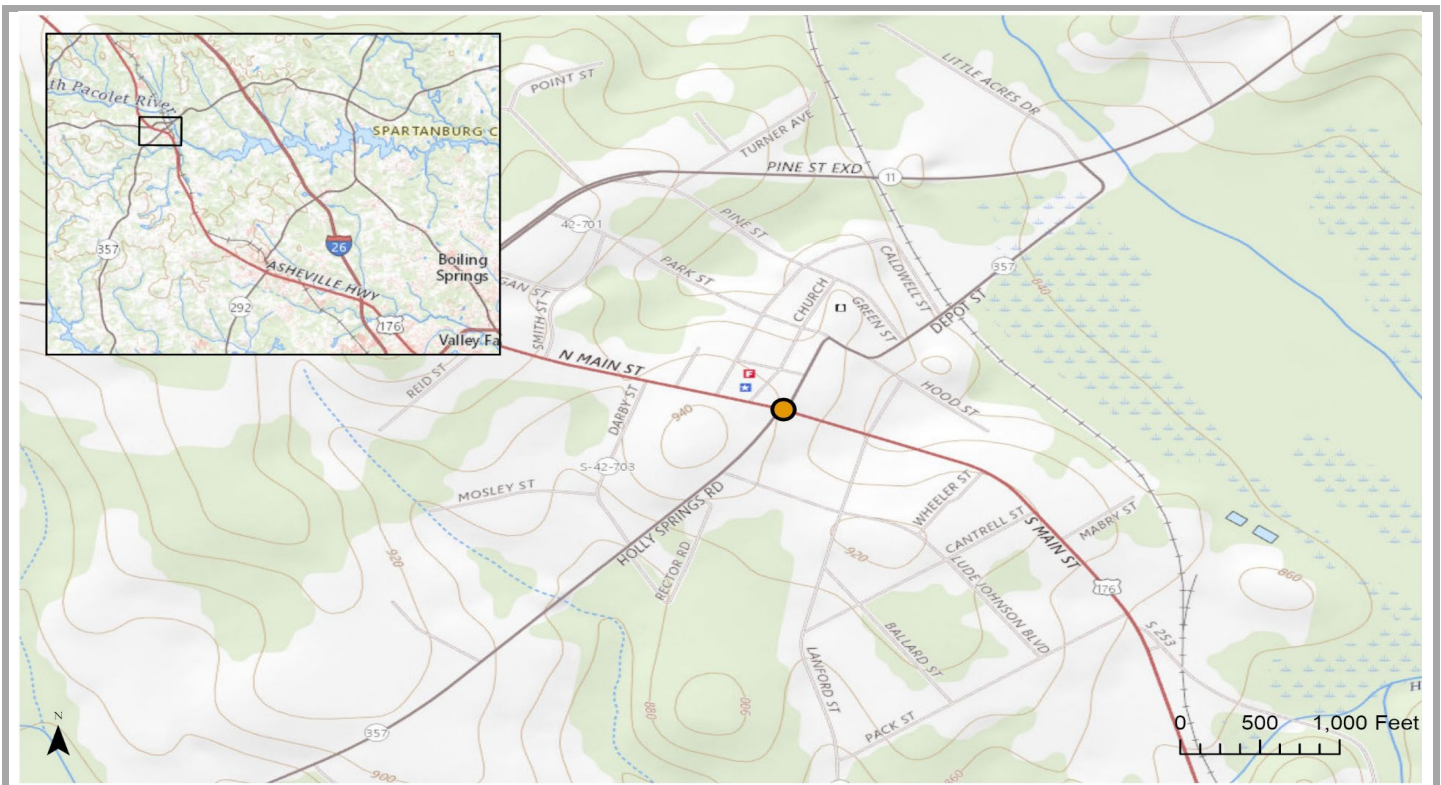 th Pacolet River
SPARTANBURG C
26
357
Boiling
Springs
ASHEVILLE HWY
292
176
Valley Fa
POINT ST
LITTLE ACRES DR
TURNER AVE
PINE ST EXD
11
42-701
PINE ST
PARK ST
CALDWELL ST
357
GAN ST
SMITH ST
CHURCH
GREEN ST
DEPOT ST
840
N MAIN ST
REID ST
F
DARBY ST
940
HOOD ST
S-42-703
MOSLEY ST
HOLLY SPRINGS RD
WHEELER ST
CANTRELL ST
S MAIN ST
MABRY ST
920
920
RECTOR RD
LUDE JOHNSON BLVD
176
860
BALLARD ST
S 253
LANFORD ST
880
900
PACK ST
H
N
357
900
860
0 500 1,000 Feet